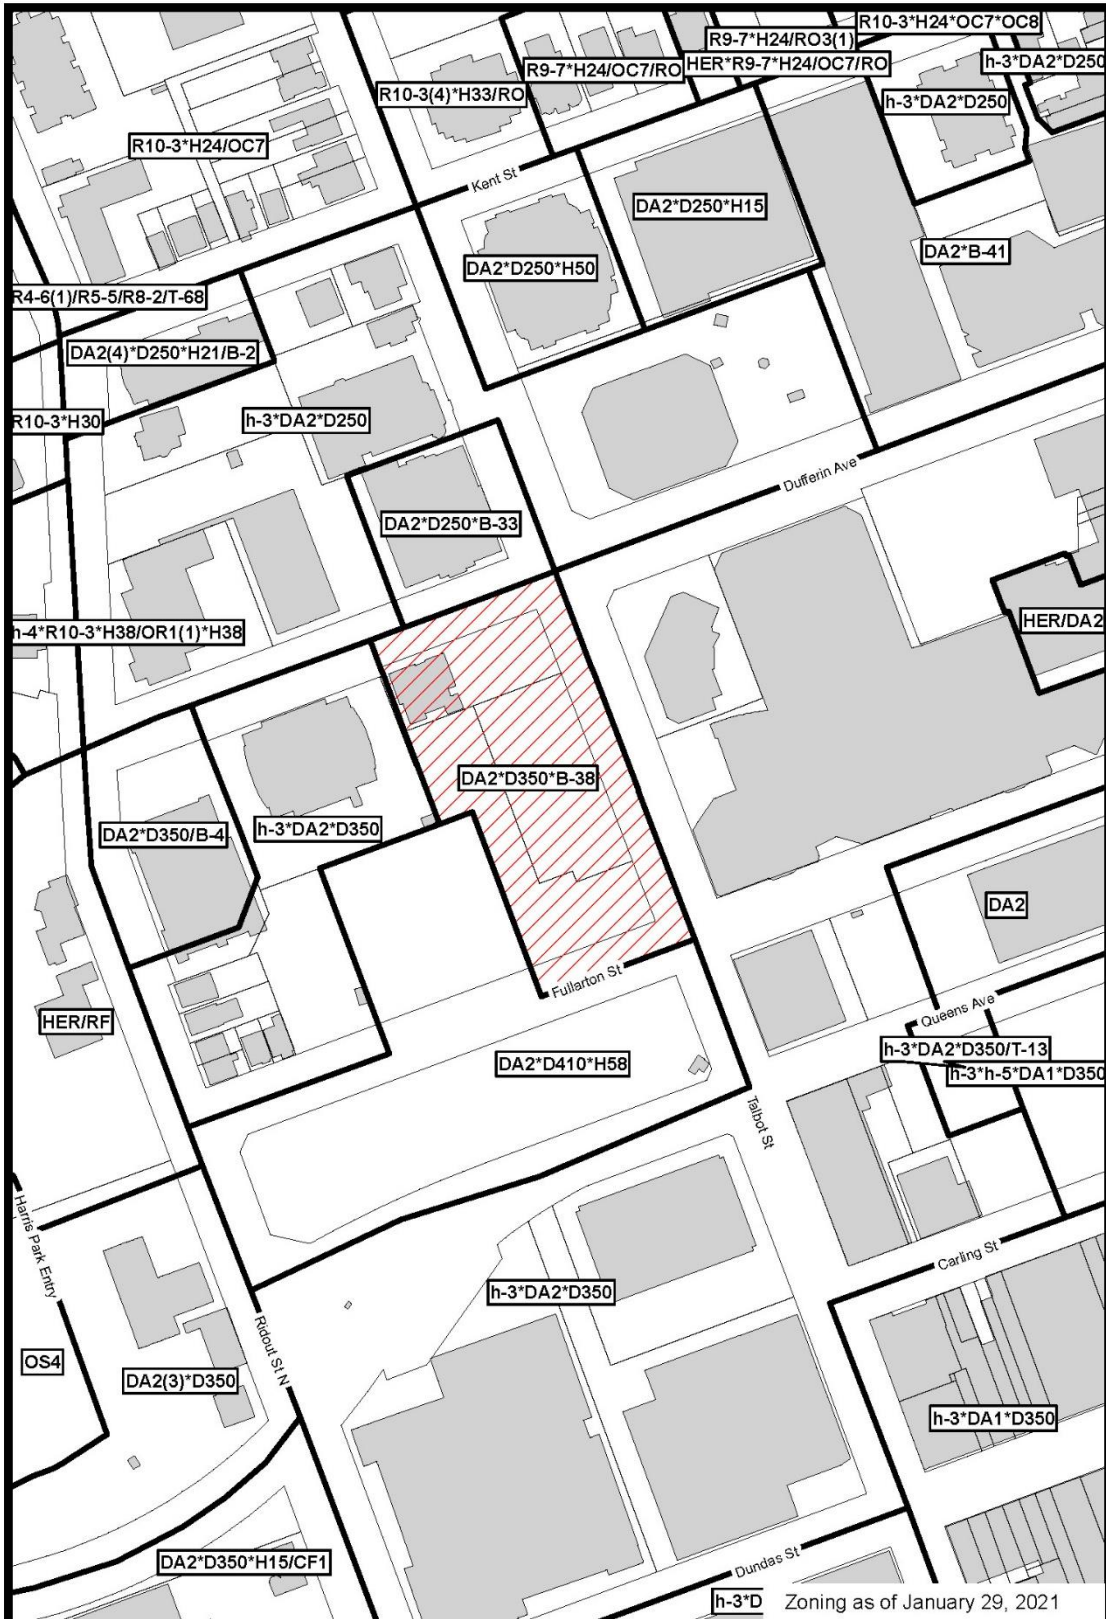 R10-3*H24*OC7*OC8
R9-7*H24/RO3(1)
R9-7*H24/OC7/RO
HER*R9-7*H24/OC7/RO
h-3*DA2*D250
R10-3(4)*H33/RO
h-3*DA2*D250
R10-3*H24/OC7
Kent St
DA2*D250*H15
DA2*B-41
DA2*D250*H50
R4-6(1)/R5-5/R8-2/T-68
DA2(4)*D250*H21/B-2
R10-3*H30
h-3*DA2*D250
Dufferin Ave
DA2*D250*B-33
h-4*R10-3*H38/OR1(1)*H38
HER/DA2
DA2*D350*B-38
DA2*D350/B-4
h-3*DA2*D350
DA2
Fullarton St
Queens Ave
HER/RF
h-3*DA2*D350/T-13
DA2*D410*H58
h-3*h-5*DA1*D350
Talbot St
Harris Park Entry
Carling St
h-3*DA2*D350
Ridout St N
OS4
DA2(3)*D350
h-3*DA1*D350
Dundas St
DA2*D350*H15/CF1
h-3*D
Zoning as of January 29, 2021